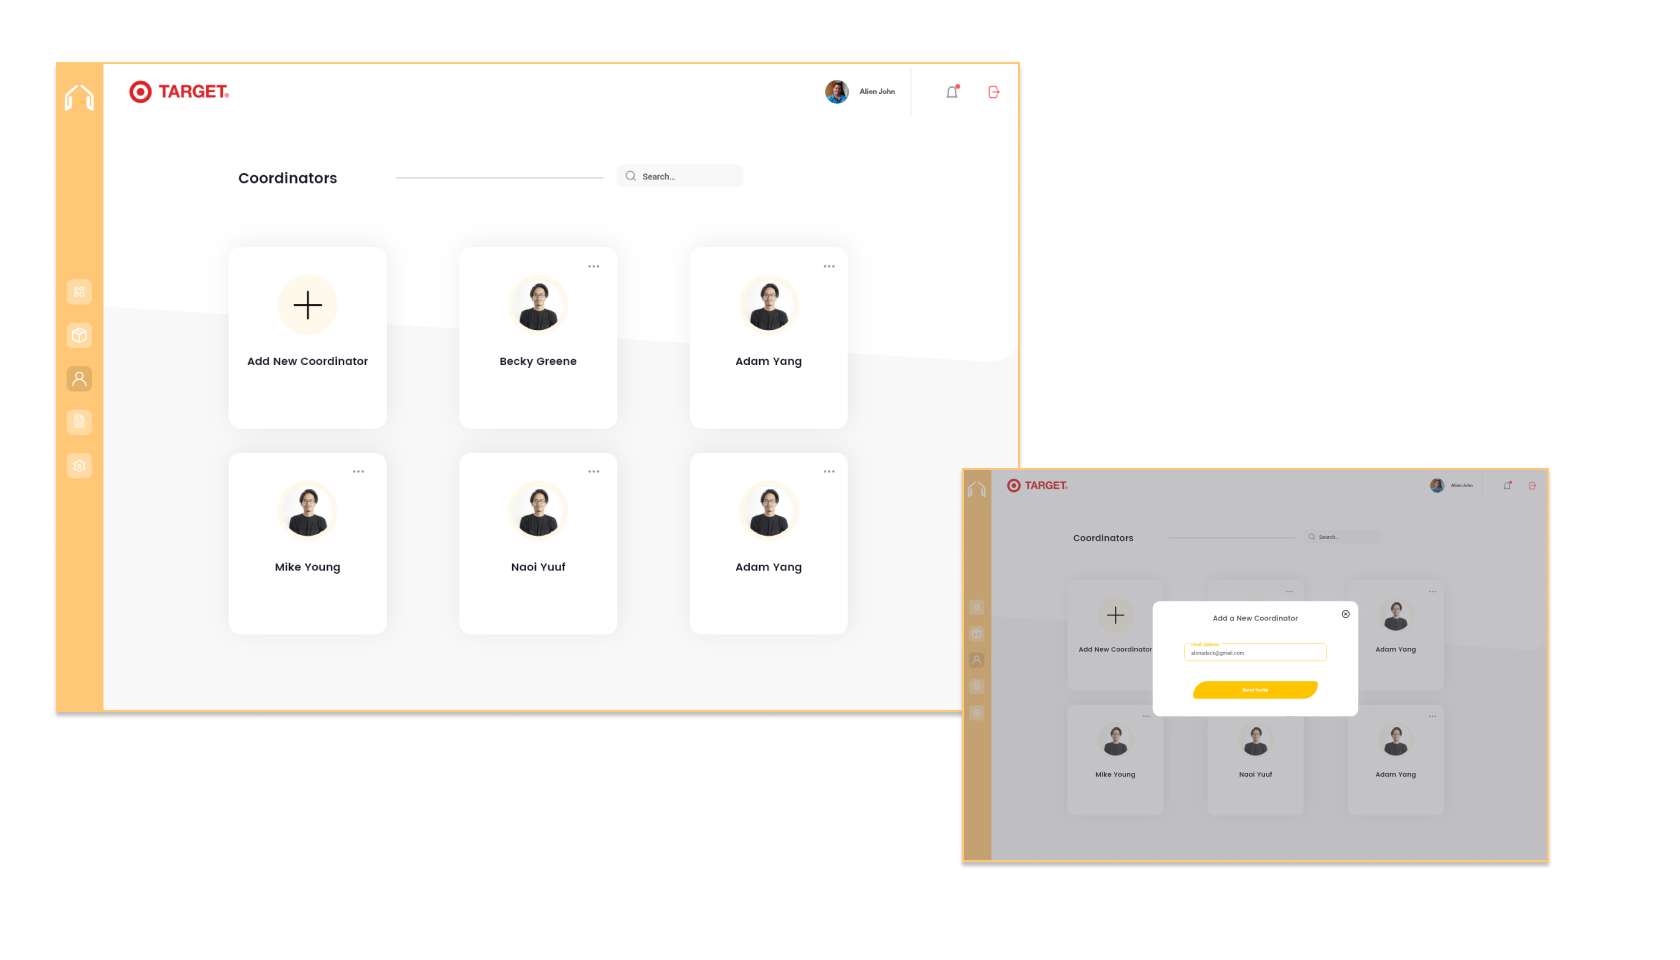 TARGET.
Alien John
Coordinators
Search...
Add New Coordinator
Becky Greene
Adam Yang
Mike Young
Naoi Yuuf
Adam Yang
TARGET.
Alien John
Coordinators
Search...
Add a New Coordinator
Email Address
alonsdeck@gmail.com
Send Invite
Add New Coordinator
Adam Yang
Mike Young
Naoi Yuuf
Adam Yang